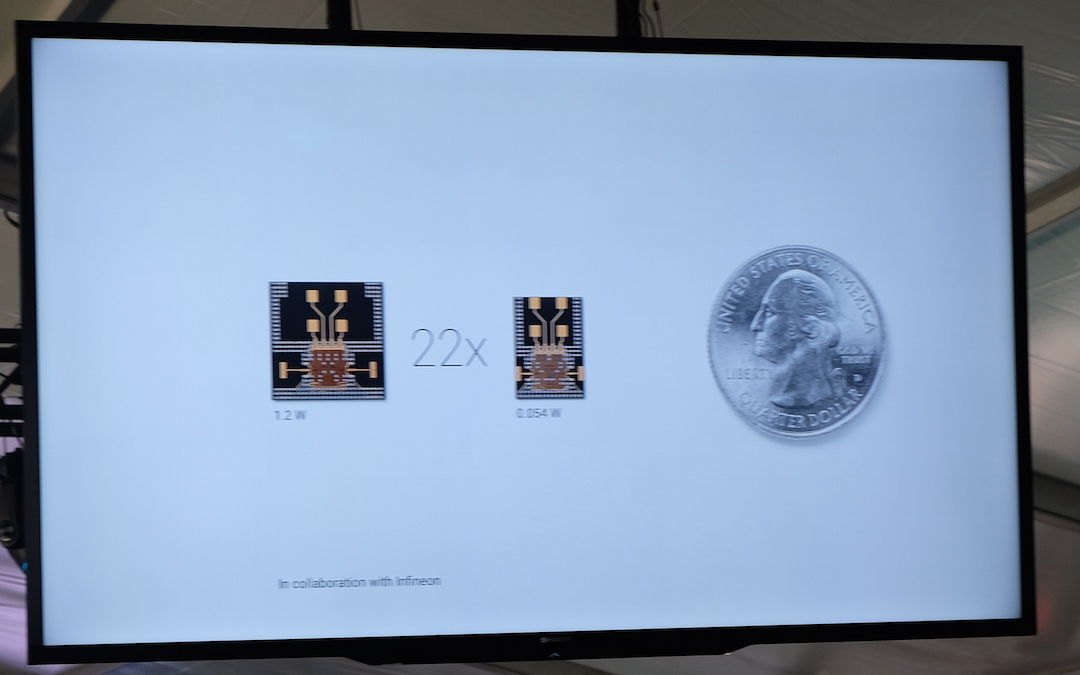 22x
1.2 W
0.054 W
UNITED STATES OF AMERICA
LIBERTY
IN GOD WE TRUST
D
QUARTER DOLLAR
In collaboration with Infineon